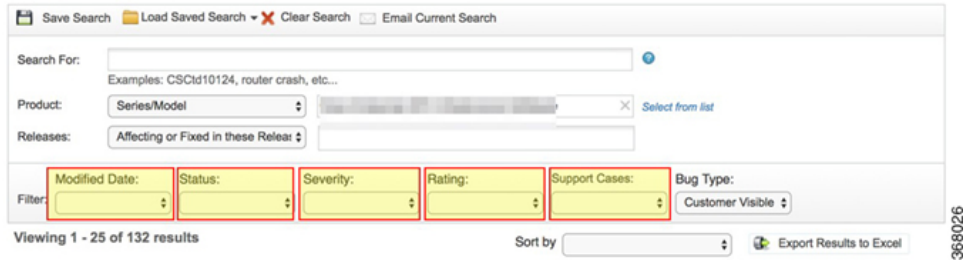 Save Search Load Saved Search Clear Search Email Current Search
Search For:
Examples: CSCtd10124, router crash, etc...
Product: Series/Model Select from list
Releases: Affecting or Fixed in these Releas
Modified Date: Status: Severity: Rating: Support Cases: Bug Type:
Filter: Customer Visible
Viewing 1 - 25 of 132 results Sort by Export Results to Excel
368026